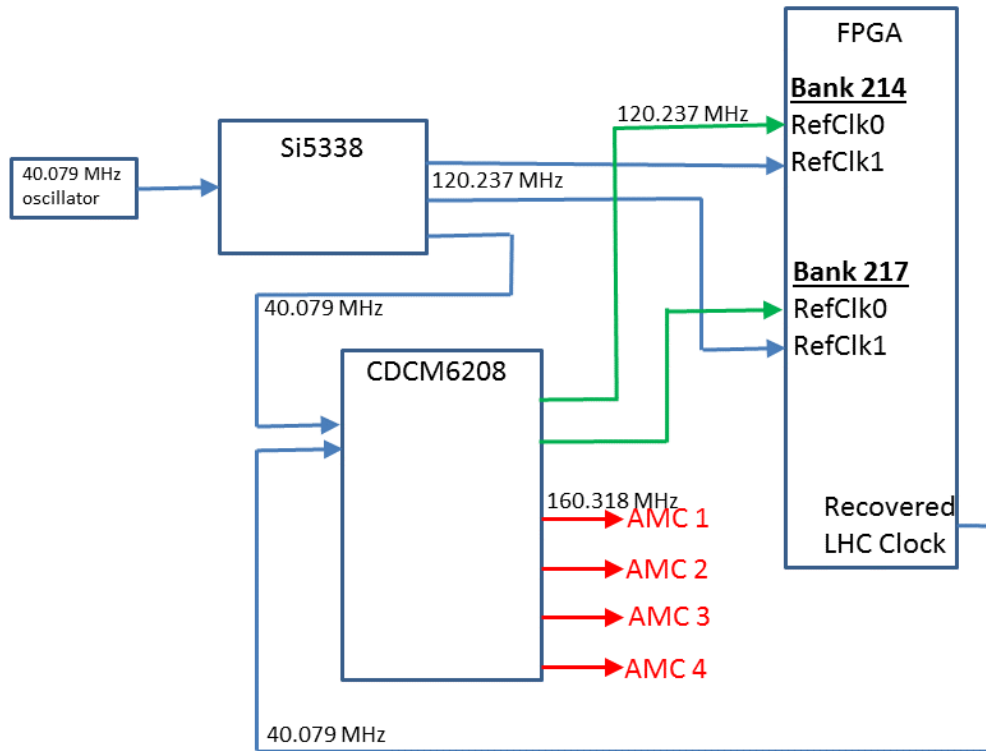 FPGA
Bank 214
120.237 MHz
RefClk0
Si5338
RefClk1
40.079 MHz
oscillator
120.237 MHz
Bank 217
40.079 MHz
RefClk0
RefClk1
CDCM6208
160.318 MHz
AMC 1
Recovered
LHC Clock
AMC 2
AMC 3
AMC 4
40.079 MHz